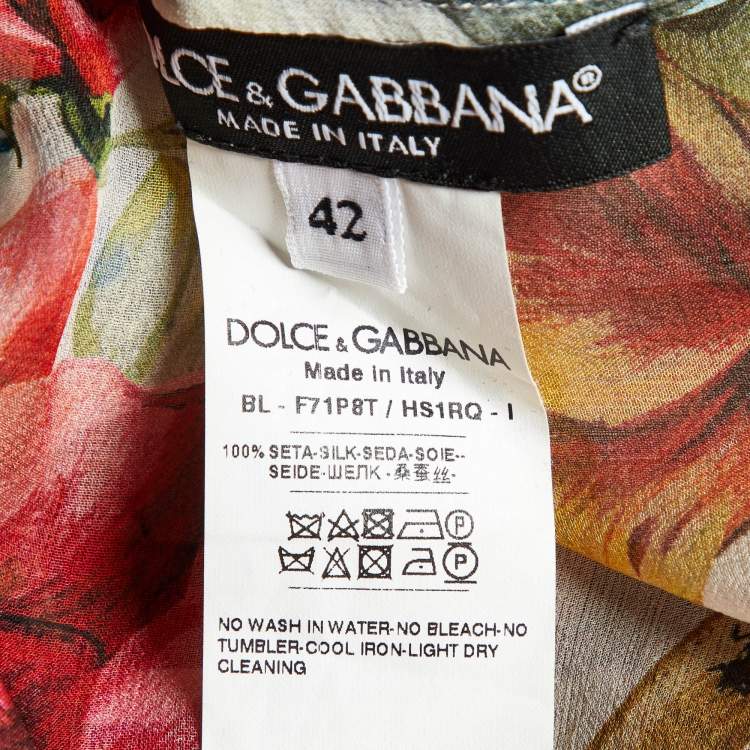 DOLCE & GABBANA®
MADE IN ITALY
42
DOLCE & GABBANA
Made in Italy
BL - F71P8T / HS1RQ - I
100% SETA-SILK-SEDA-SOIE--
SEIDE-ШЕЛК -桑蚕丝-
P
P
NO WASH IN WATER-NO BLEACH-NO
TUMBLER-COOL IRON-LIGHT DRY
CLEANING